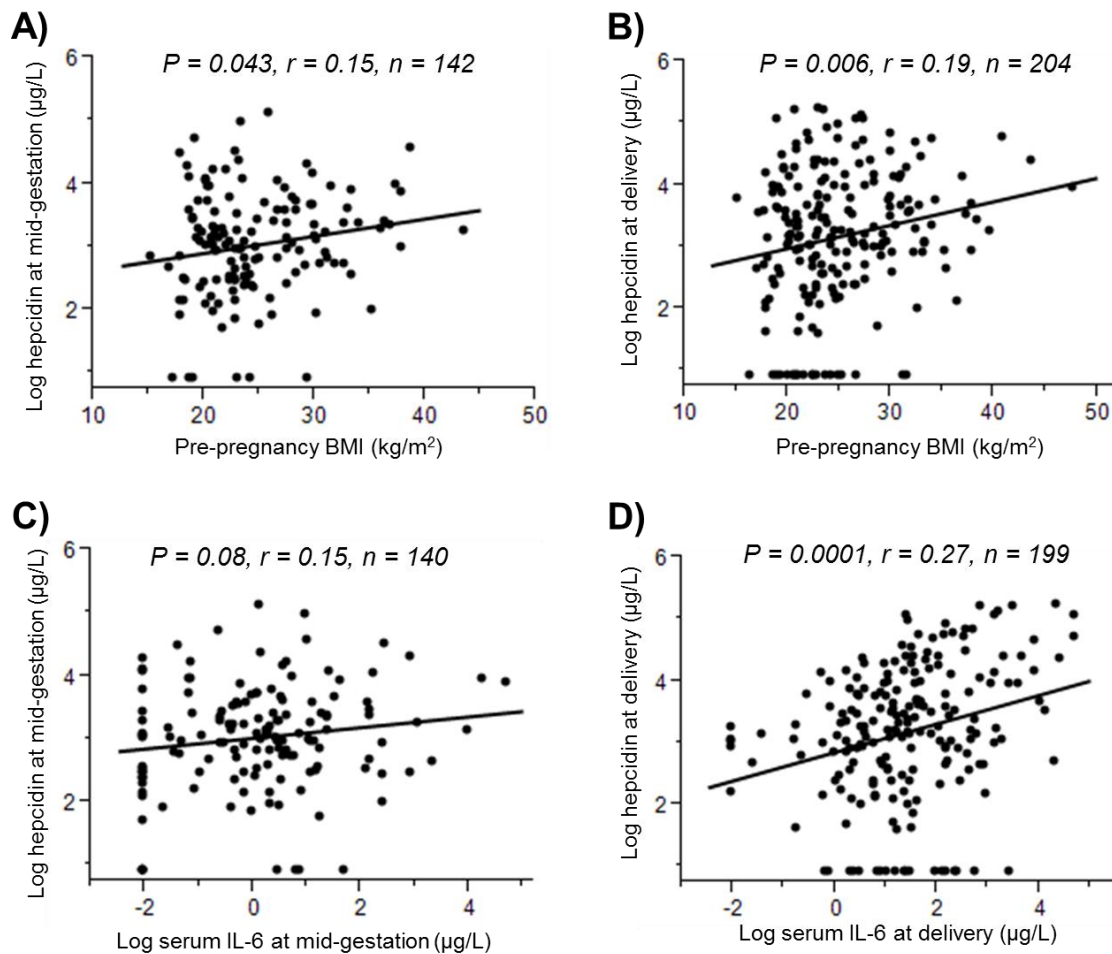 A)
P = 0.043, r = 0.15, n = 142
Log hepcidin at mid-gestation (µg/L)
6
4
2
10 20 30 40 50
Pre-pregnancy BMI (kg/m²)
B)
P = 0.006, r = 0.19, n = 204
Log hepcidin at delivery (µg/L)
6
4
2
10 20 30 40 50
Pre-pregnancy BMI (kg/m²)
C)
P = 0.08, r = 0.15, n = 140
Log hepcidin at mid-gestation (µg/L)
6
4
2
-2 0 2 4
Log serum IL-6 at mid-gestation (µg/L)
D)
P = 0.0001, r = 0.27, n = 199
Log hepcidin at delivery (µg/L)
6
4
2
-2 0 2 4
Log serum IL-6 at delivery (µg/L)